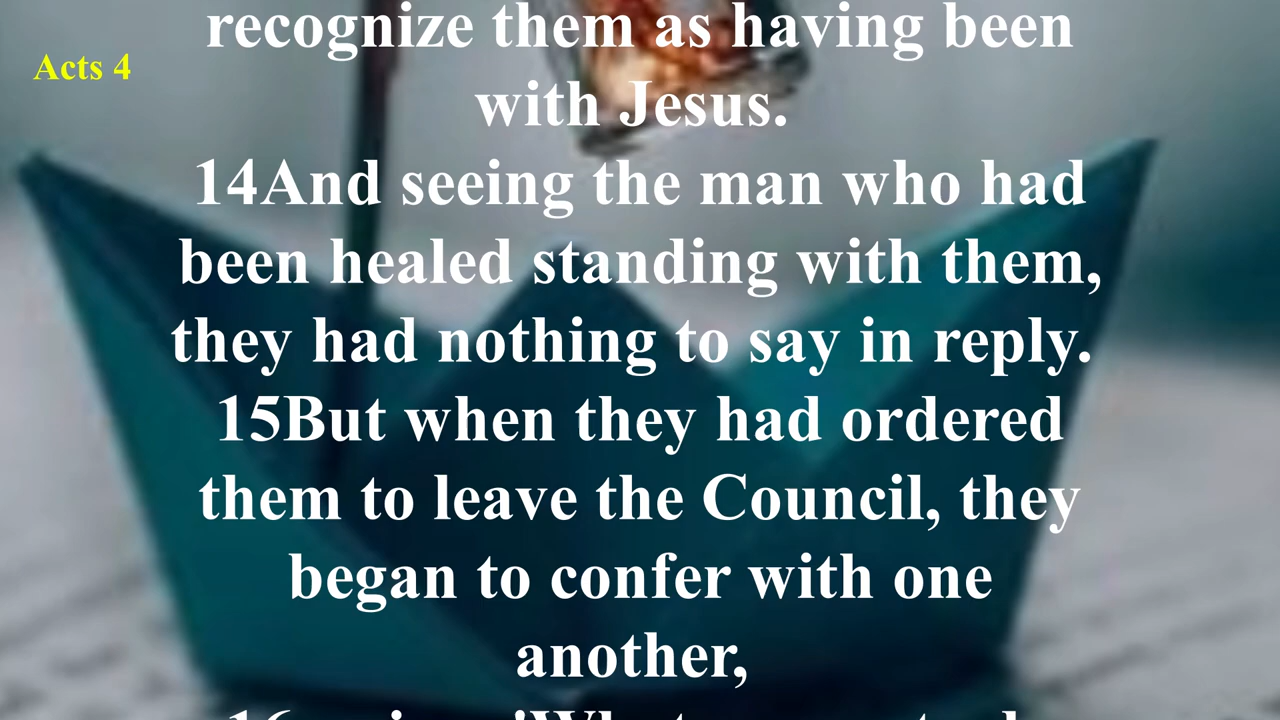 recognize them as having been
Acts 4
with Jesus.
14And seeing the man who had
been healed standing with them,
they had nothing to say in reply.
15But when they had ordered
them to leave the Council, they
began to confer with one
another,